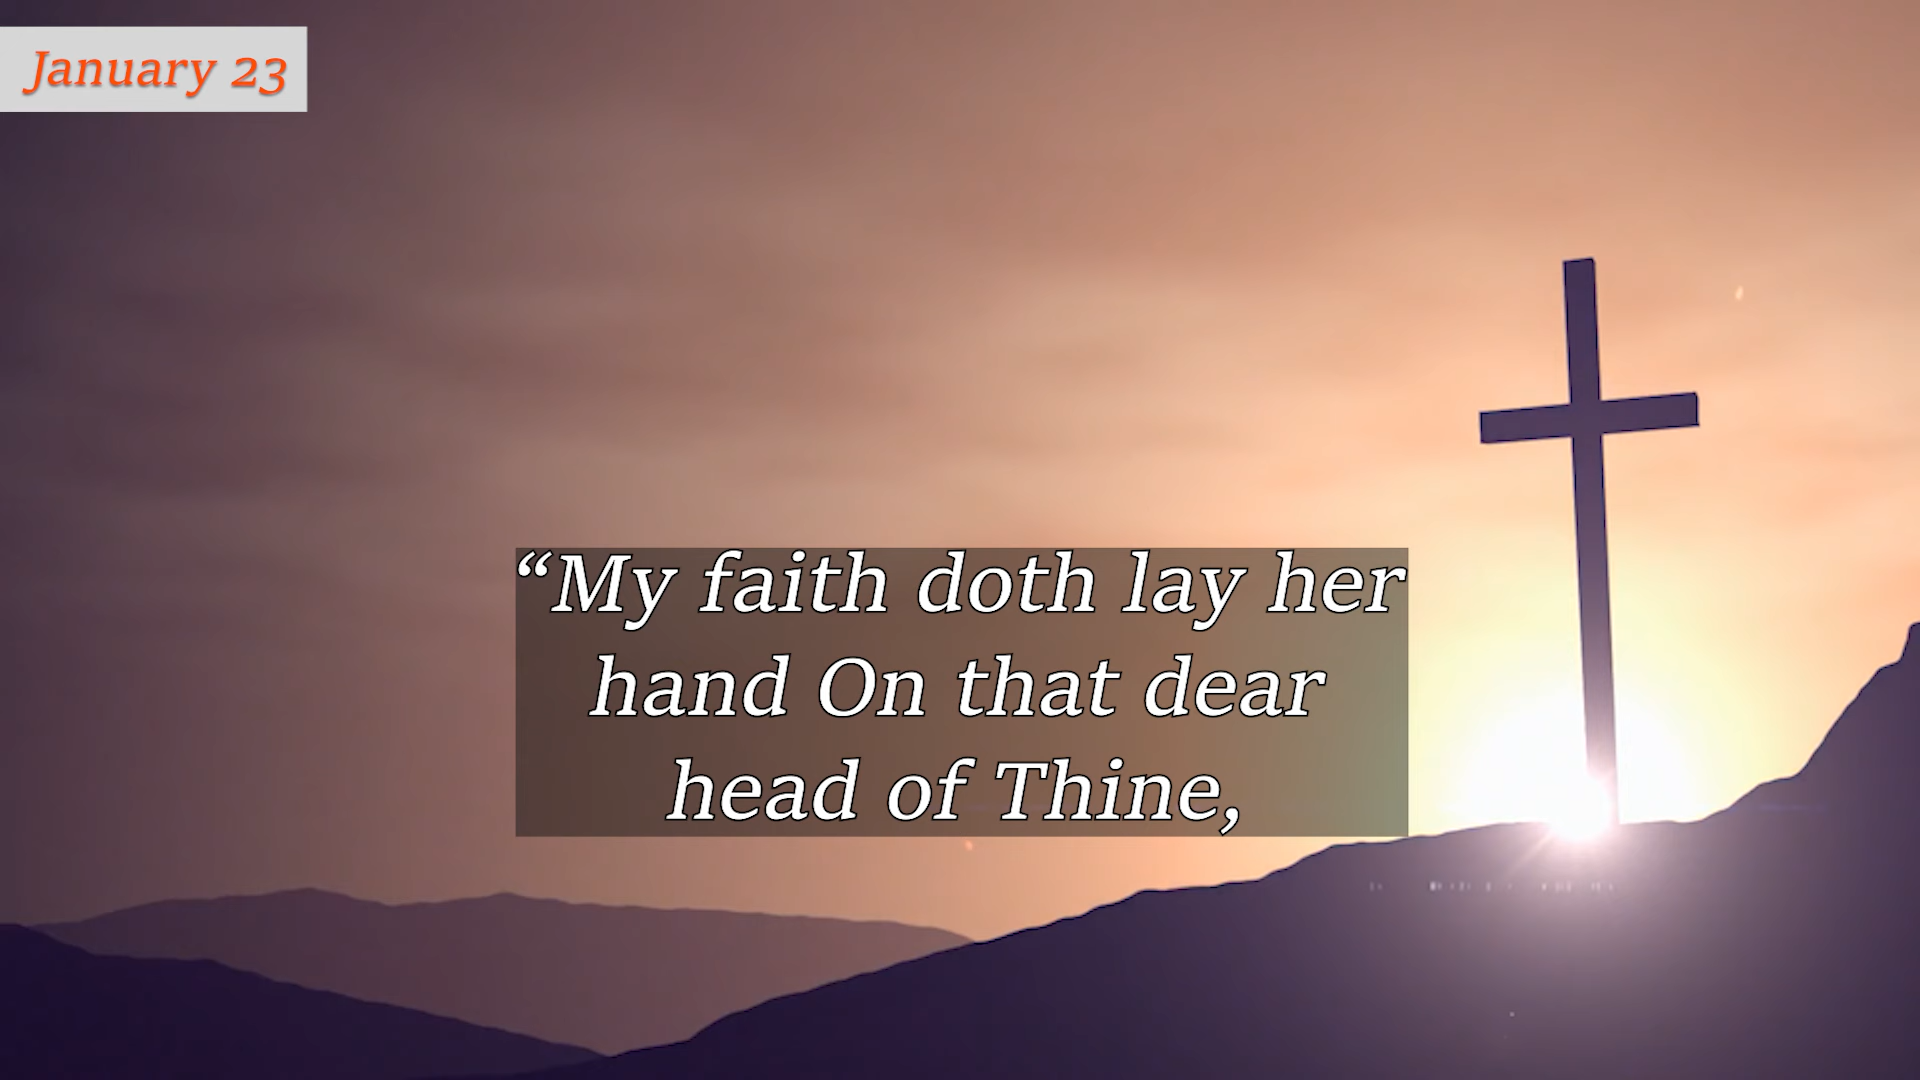 January 23
“My faith doth lay her
hand On that dear
head of Thine,